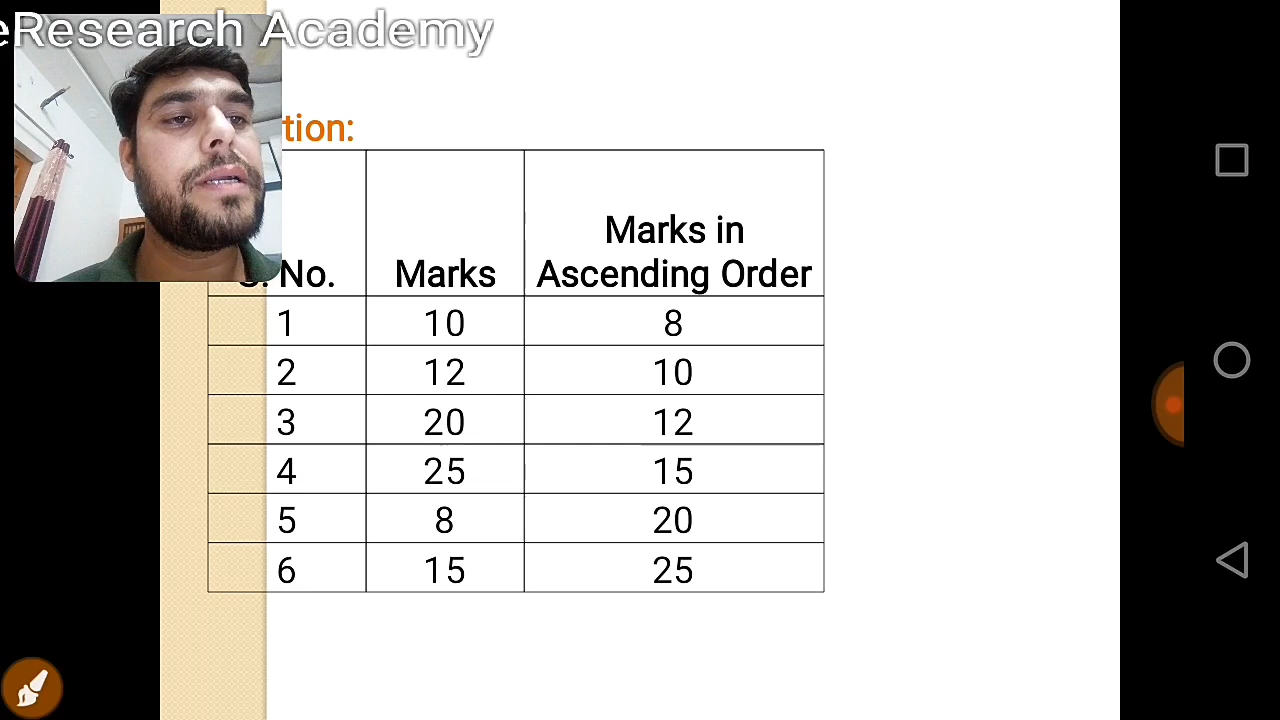 eResearch Academy
tion:
No. Marks Marks in
Ascending Order
1 10 8
2 12 10
3 20 12
4 25 15
5 8 20
6 15 25